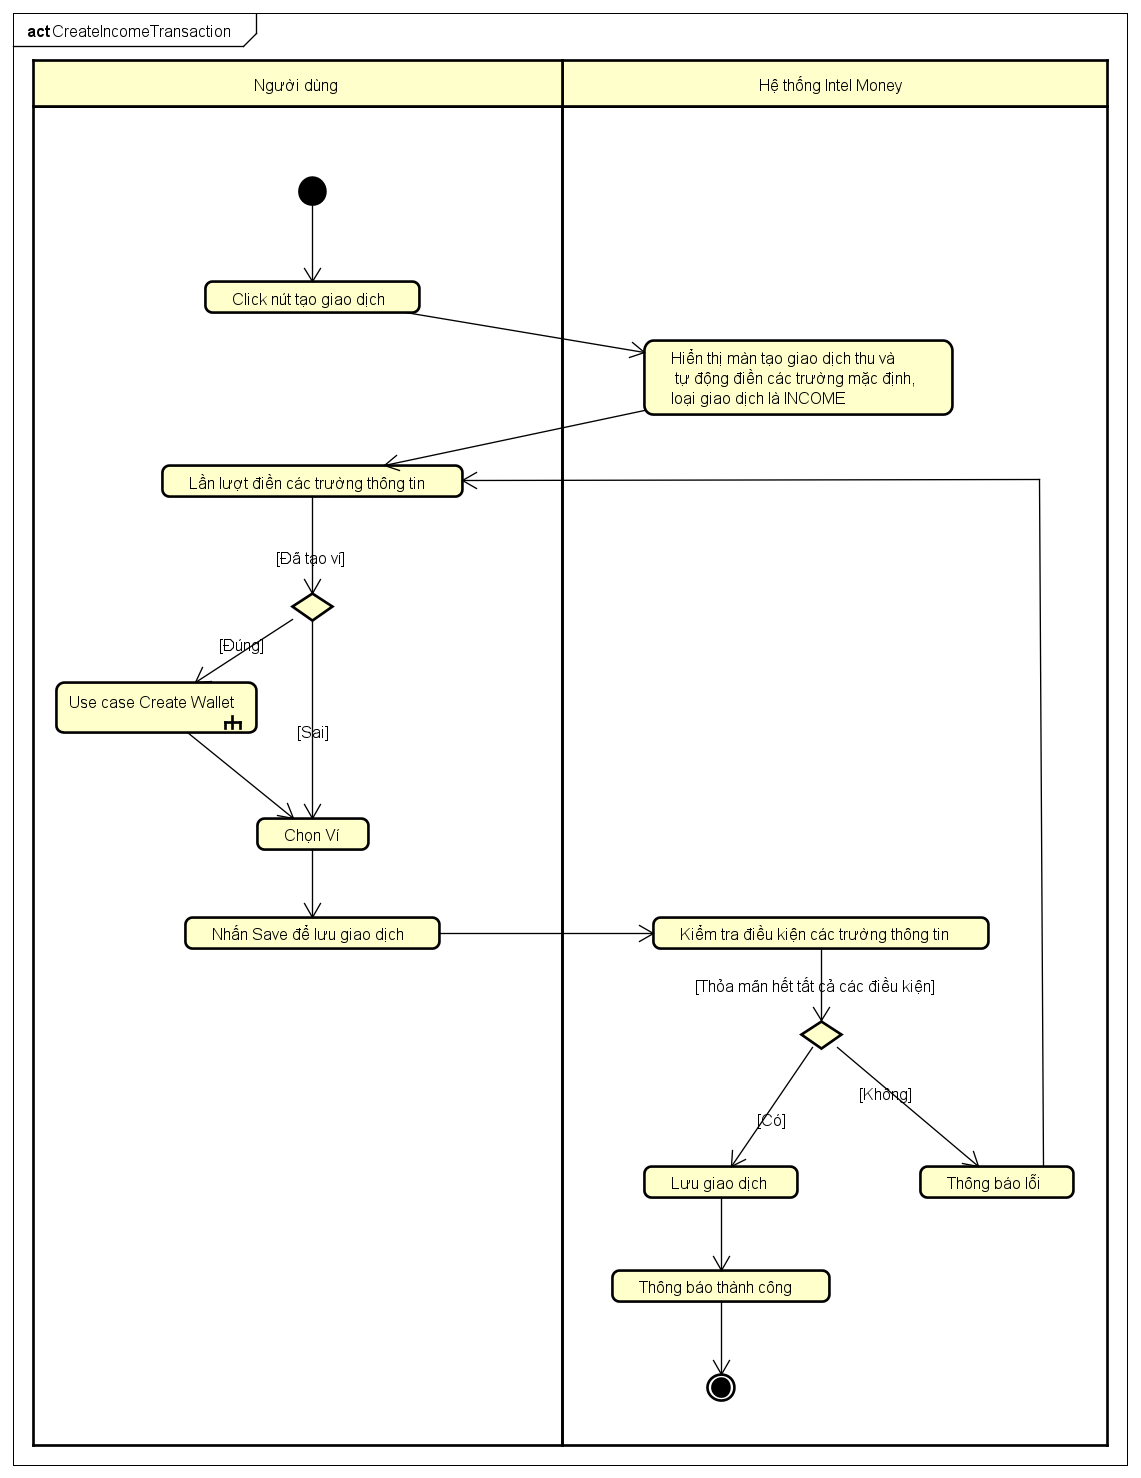 act CreateIncomeTransaction
Người dùng
Hệ thống Intel Money
Click nút tạo giao dịch
Hiển thị màn tạo giao dịch thu và
tự động điền các trường mặc định,
loại giao dịch là INCOME
Lần lượt điền các trường thông tin
[Đã tạo ví]
[Đúng]
Use case Create Wallet
[Sai]
Chọn Ví
Nhấn Save để lưu giao dịch
Kiểm tra điều kiện các trường thông tin
[Thỏa mãn hết tất cả các điều kiện]
[Không]
[Có]
Lưu giao dịch
Thông báo lỗi
Thông báo thành công